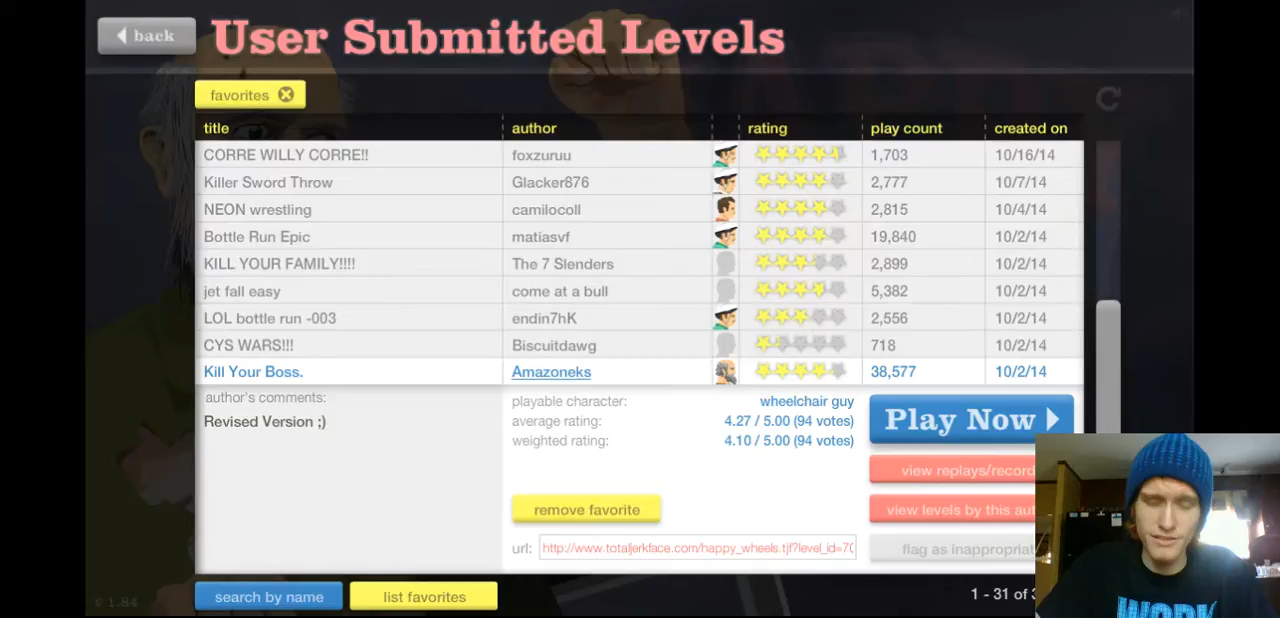 back
User Submitted Levels
favorites
title author rating play count created on
CORRE WILLY CORRE!! foxzuruu 1,703 10/16/14
Killer Sword Throw Glacker876 2,777 10/7/14
NEON wrestling camilocoll 2,815 10/4/14
Bottle Run Epic matiasvf 19,840 10/2/14
KILL YOUR FAMILY!!!! The 7 Slenders 2,899 10/2/14
jet fall easy come at a bull 5,382 10/2/14
LOL bottle run -003 endin7hK 2,556 10/2/14
CYS WARS!!! Biscuitdawg 718 10/2/14
Kill Your Boss. Amazoneks 38,577 10/2/14
author's comments:
Revised Version ;)
playable character: wheelchair guy
average rating: 4.27 / 5.00 (94 votes)
weighted rating: 4.10 / 5.00 (94 votes)
Play Now
view replays/record
remove favorite
view levels by this aut
url: http://www.totaljerkface.com/happy_wheels.tjf?level_id=70
flag as inappropriat
search by name
list favorites
1 - 31 of
v 1.84
WORK